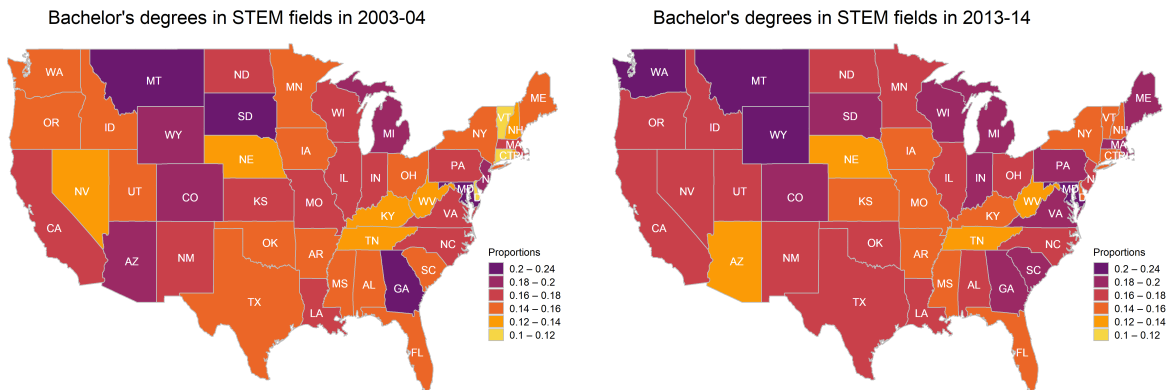 Bachelor's degrees in STEM fields in 2003-04
WA
MT
ND
MN
ME
OR
ID
WY
SD
WI
MI
NY
VT
NH
MA
CT
NV
UT
CO
NE
IA
IL
IN
OH
PA
CA
KS
MO
KY
WV
VA
MD
AZ
NM
OK
AR
TN
NC
SC
TX
LA
MS
AL
GA
FL
Proportions
0.2 – 0.24
0.18 – 0.2
0.16 – 0.18
0.14 – 0.16
0.12 – 0.14
0.1 – 0.12
Bachelor's degrees in STEM fields in 2013-14
WA
MT
ND
MN
ME
OR
ID
WY
SD
WI
MI
NY
VT
NH
MA
CT
NV
UT
CO
NE
IA
IL
IN
OH
PA
CA
KS
MO
KY
WV
VA
MD
AZ
NM
OK
AR
TN
NC
SC
TX
LA
MS
AL
GA
FL
Proportions
0.2 – 0.24
0.18 – 0.2
0.16 – 0.18
0.14 – 0.16
0.12 – 0.14
0.1 – 0.12